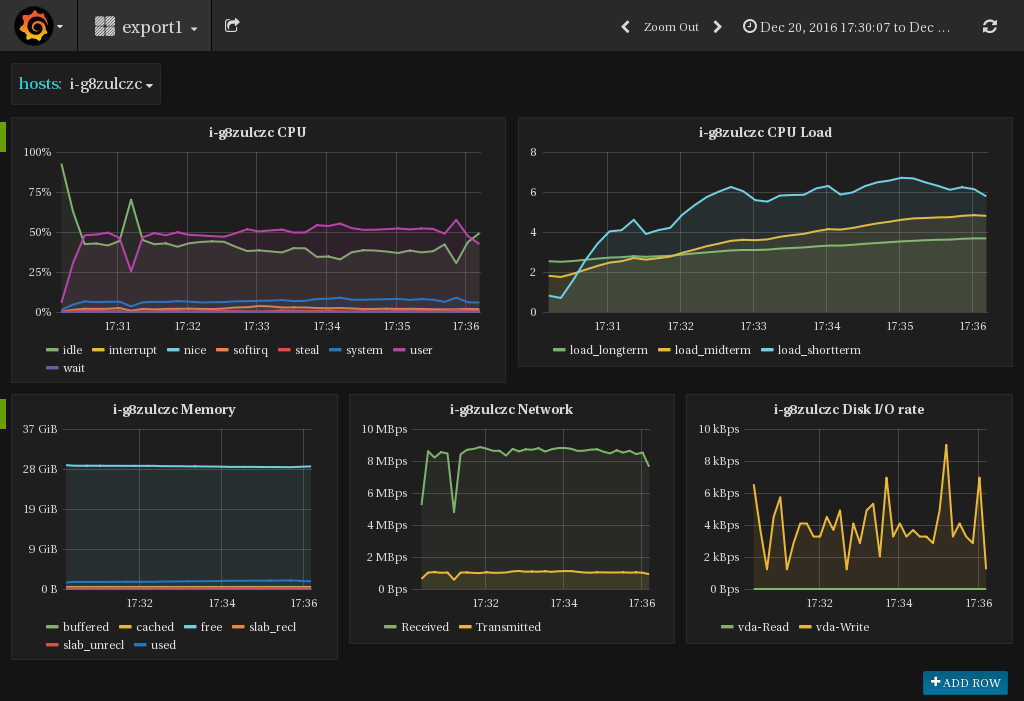 export1
Zoom Out
Dec 20, 2016 17:30:07 to Dec ...
hosts: i-g8zulczc
i-g8zulczc CPU
100%
75%
50%
25%
0%
17:31 17:32 17:33 17:34 17:35 17:36
idle interrupt nice softirq steal system user
wait
i-g8zulczc CPU Load
8
6
4
2
0
17:31 17:32 17:33 17:34 17:35 17:36
load_longterm load_midterm load_shortterm
i-g8zulczc Memory
37 GiB
28 GiB
19 GiB
9 GiB
0 B
17:32 17:34 17:36
buffered cached free slab_recl
slab_unrecl used
i-g8zulczc Network
10 MBps
8 MBps
6 MBps
4 MBps
2 MBps
0 Bps
17:32 17:34 17:36
Received Transmitted
i-g8zulczc Disk I/O rate
10 kBps
8 kBps
6 kBps
4 kBps
2 kBps
0 Bps
17:32 17:34 17:36
vda-Read vda-Write
ADD ROW